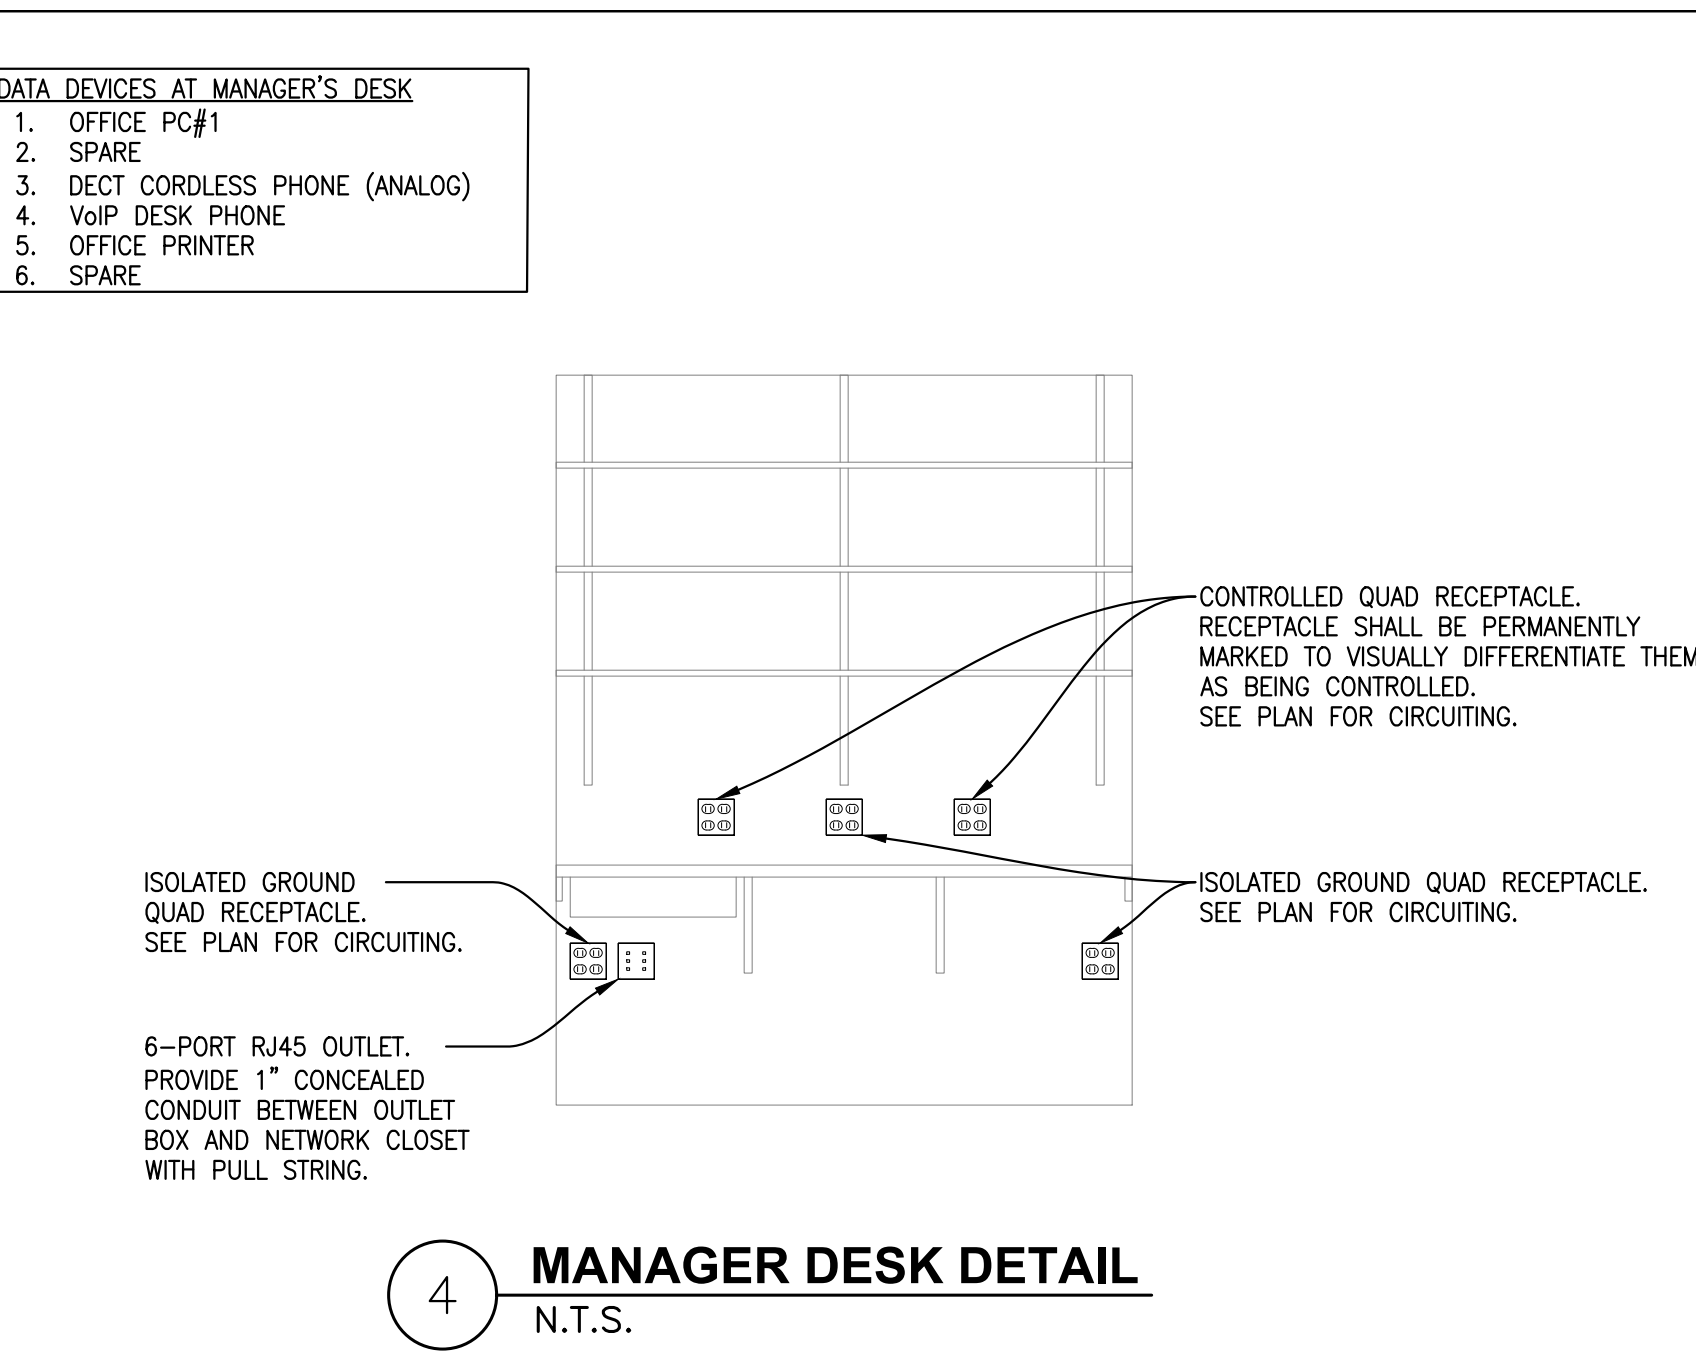 DATA DEVICES AT MANAGER'S DESK
1. OFFICE PC#1
2. SPARE
3. DECT CORDLESS PHONE (ANALOG)
4. VoIP DESK PHONE
5. OFFICE PRINTER
6. SPARE
CONTROLLED QUAD RECEPTACLE.
RECEPTACLE SHALL BE PERMANENTLY
MARKED TO VISUALLY DIFFERENTIATE THEM
AS BEING CONTROLLED.
SEE PLAN FOR CIRCUITING.
ISOLATED GROUND
QUAD RECEPTACLE.
SEE PLAN FOR CIRCUITING.
ISOLATED GROUND QUAD RECEPTACLE.
SEE PLAN FOR CIRCUITING.
6-PORT RJ45 OUTLET.
PROVIDE 1" CONCEALED
CONDUIT BETWEEN OUTLET
BOX AND NETWORK CLOSET
WITH PULL STRING.
4 MANAGER DESK DETAIL
N.T.S.